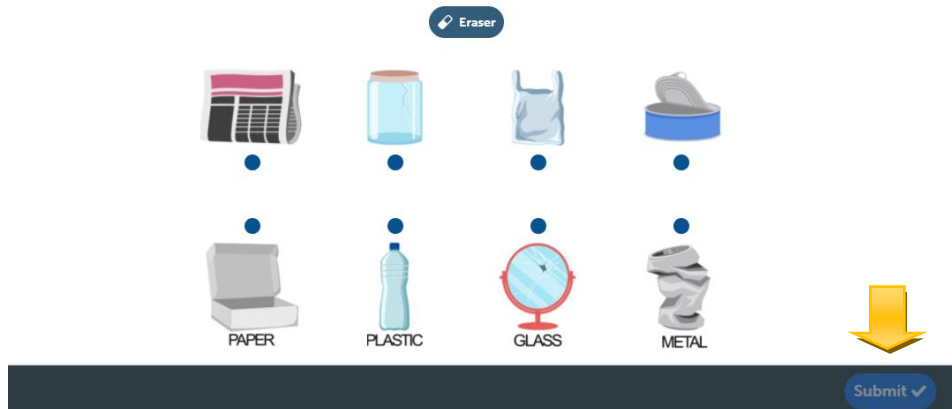 Eraser
PAPER
PLASTIC
GLASS
METAL
Submit